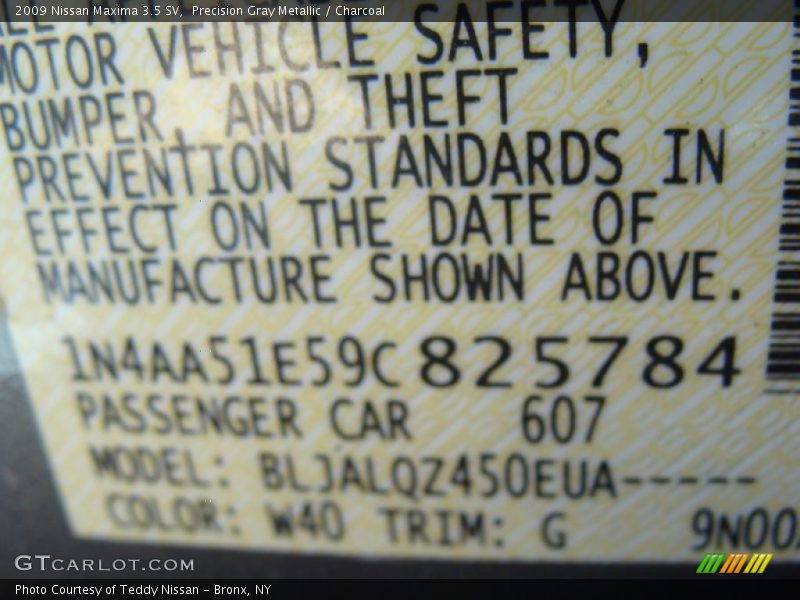 2009 Nissan Maxima 3.5 SV, Precision Gray Metallic / Charcoal
MOTOR VEHICLE SAFETY,
BUMPER, AND THEFT
PREVENTION STANDARDS IN
EFFECT ON THE DATE OF
MANUFACTURE SHOWN ABOVE.
1N4AA51E59C825784
PASSENGER CAR 607
MODEL: BLJALQZ450EUA-----
COLOR: W40 TRIM: G 9N00
GTCARLOT.COM
Photo Courtesy of Teddy Nissan - Bronx, NY